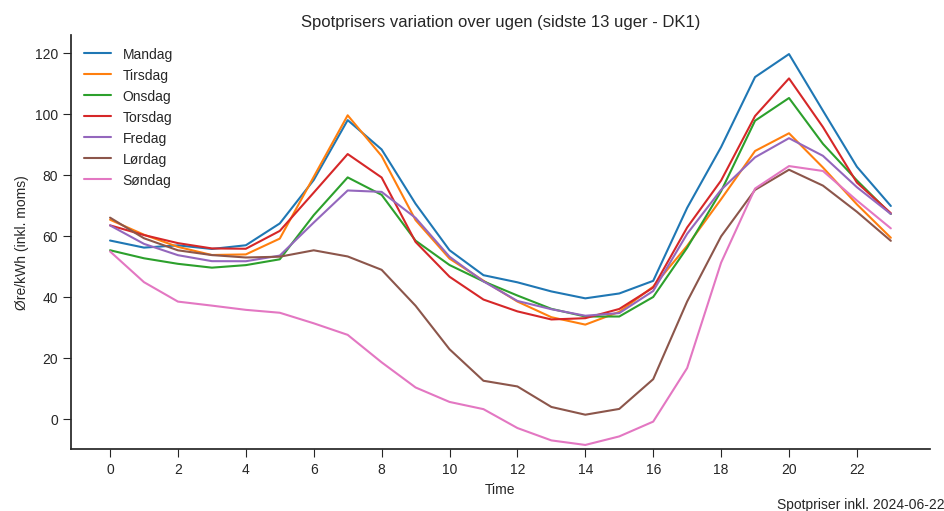 Spotprisers variation over ugen (sidste 13 uger - DK1)
Mandag
Tirsdag
Onsdag
Torsdag
Fredag
Lørdag
Søndag
Øre/kWh (inkl. moms)
120
100
80
60
40
20
0
0 2 4 6 8 10 12 14 16 18 20 22
Time
Spotpriser inkl. 2024-06-22